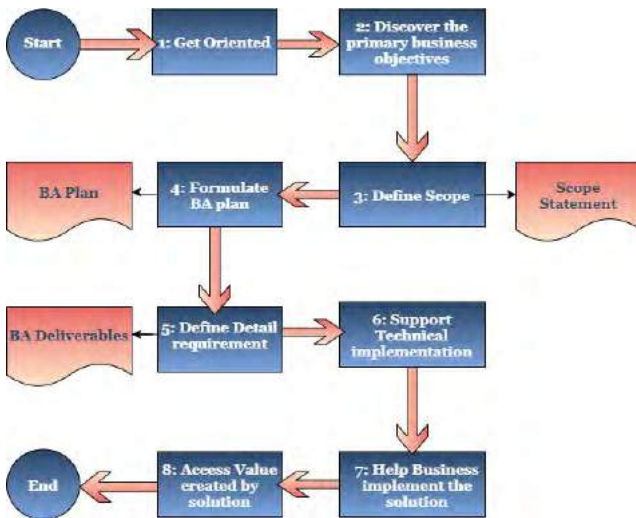 Start
1: Get Oriented
2: Discover the
primary business
objectives
BA Plan
4: Formulate
BA plan
3: Define Scope
Scope
Statement
BA Deliverables
5: Define Detail
requirement
6: Support
Technical
implementation
End
8: Access Value
created by
solution
7: Help Business
implement the
solution